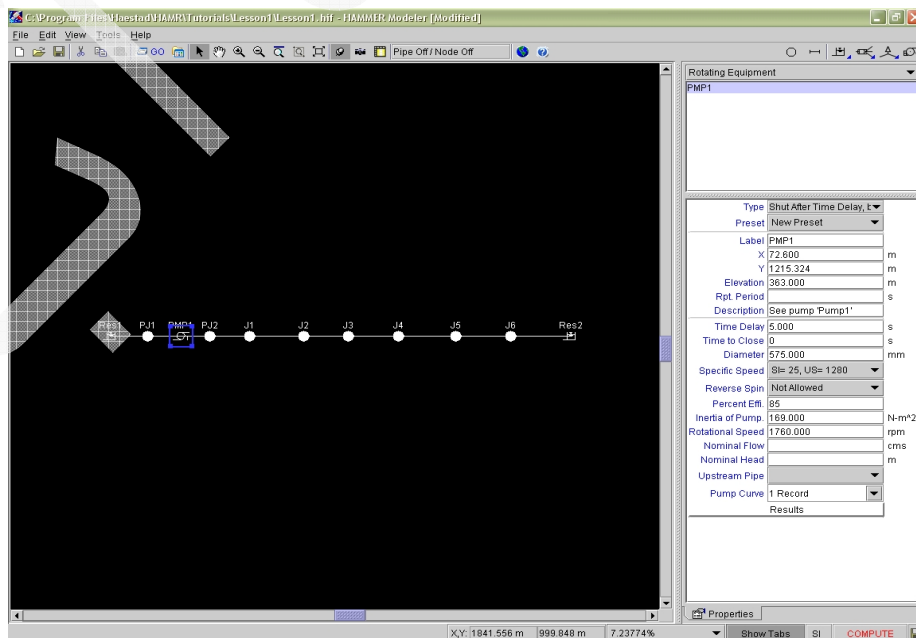 C:\Program Files\Haestad\HAMR\Tutorials\Lesson1\Lesson1.hif - HAMMER Modeler [Modified]
File Edit View Tools Help
GO Pipe Off / Node Off
Rotating Equipment
PMP1
Type Shut After Time Delay, t
Preset New Preset
Label PMP1
X 72.600 m
Y 1215.324 m
Elevation 363.000 m
Rpt. Period s
Description See pump 'Pump1'
Time Delay 5.000 s
Time to Close 0 s
Diameter 575.000 mm
Specific Speed SI= 25, US= 1280
Reverse Spin Not Allowed
Percent Effi. 85
Inertia of Pump. 169.000 N-m^2
Rotational Speed 1760.000 rpm
Nominal Flow cms
Nominal Head m
Upstream Pipe
Pump Curve 1 Record
Results
Res1 PJ1 PMP1 PJ2 J1 J2 J3 J4 J5 J6 Res2
Properties
X,Y: 1841.556 m 999.848 m 7.23774% Show Tabs SI COMPUTE